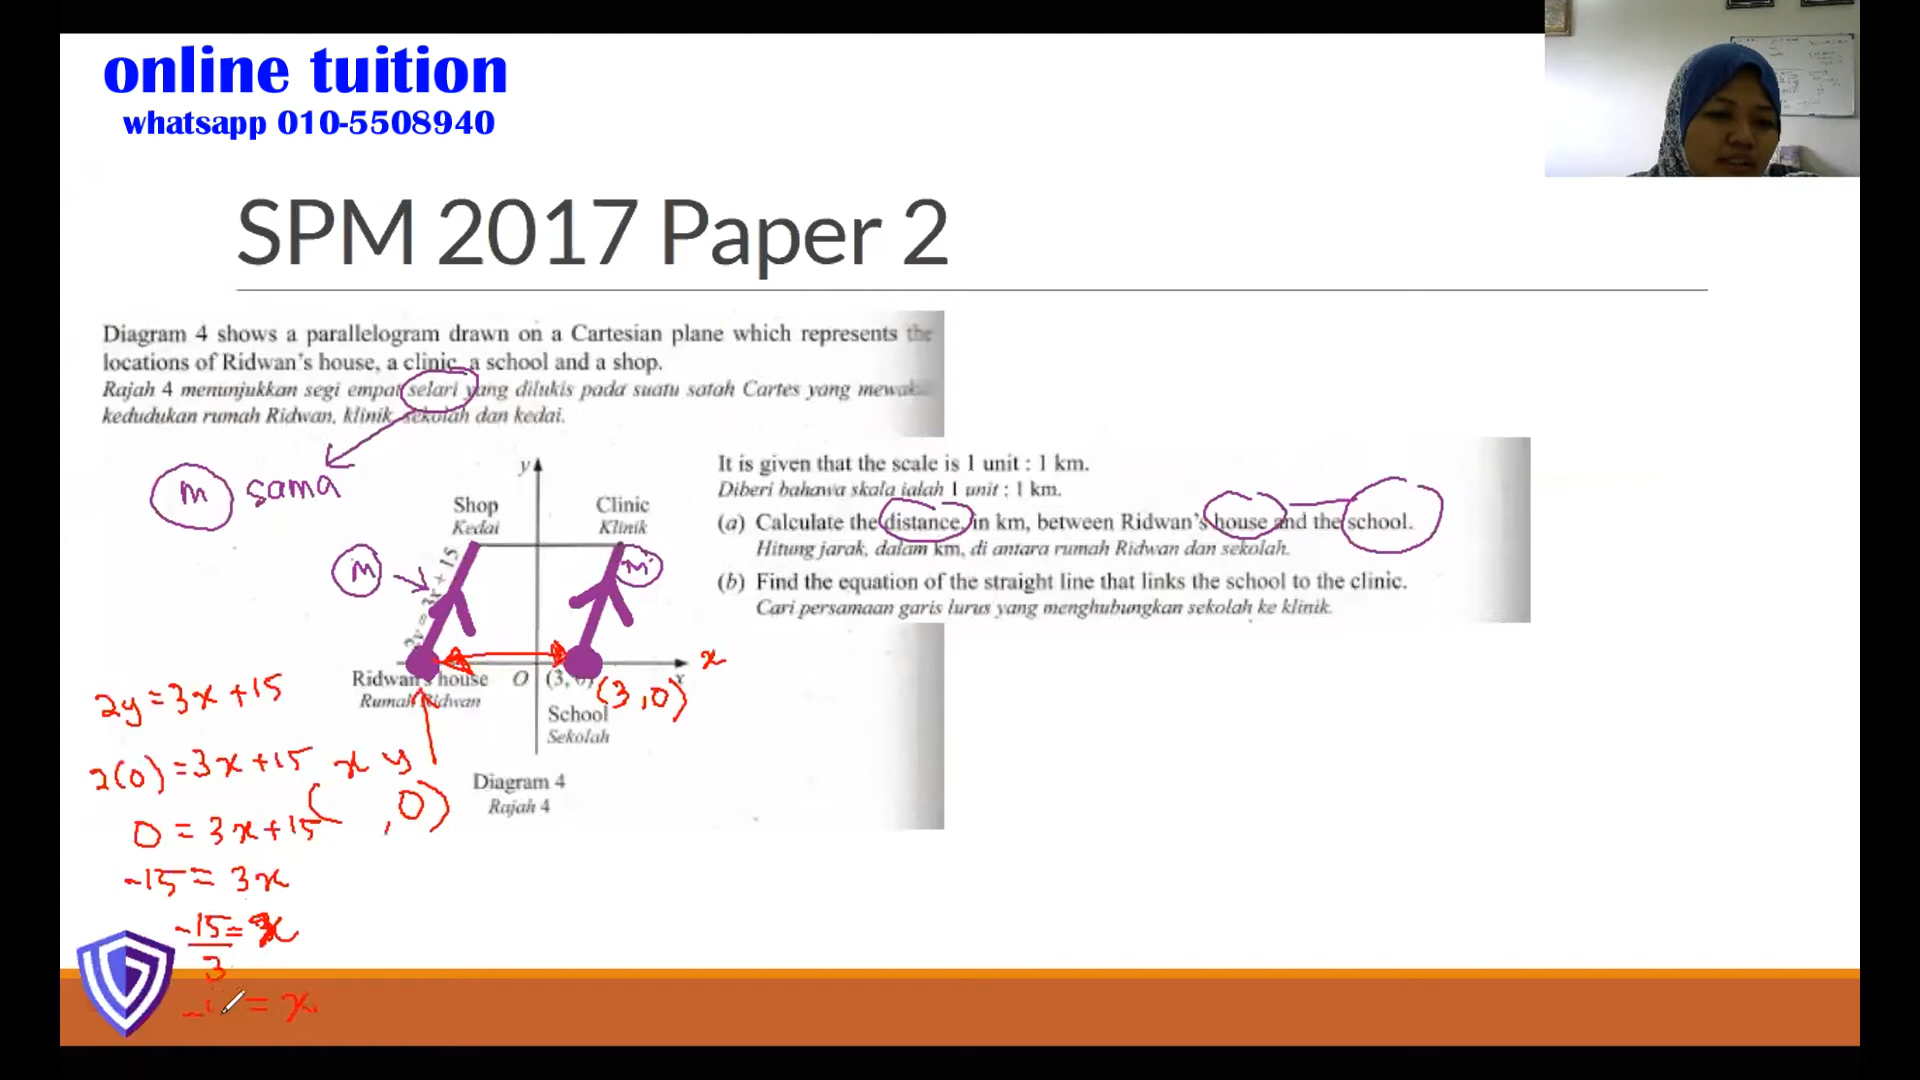 online tuition
whatsapp 010-5508940
SPM 2017 Paper 2
Diagram 4 shows a parallelogram drawn on a Cartesian plane which represents the
locations of Ridwan's house, a clinic, a school and a shop.
Rajah 4 menunjukkan segi empat selari yang dilukis pada suatu satah Cartes yang
kedudukan rumah Ridwan, klinik, sekolah dan kedai.
m sama
y
Shop
Kedai
Clinic
Klinik
m
2y = 3x + 15
m
x
Ridwan's house
Rumah Ridwan
O
(3, 0)
x
(3,0)
School
Sekolah
Diagram 4
Rajah 4
It is given that the scale is 1 unit : 1 km.
Diberi bahawa skala ialah 1 unit : 1 km.
(a) Calculate the distance, in km, between Ridwan's house and the school.
Hitung jarak, dalam km, di antara rumah Ridwan dan sekolah.
(b) Find the equation of the straight line that links the school to the clinic.
Cari persamaan garis lurus yang menghubungkan sekolah ke klinik.
2y=3x+15
2(0)=3x+15
0=3x+15
-15=3x
-15=x
3
= x
x y
( ,0)